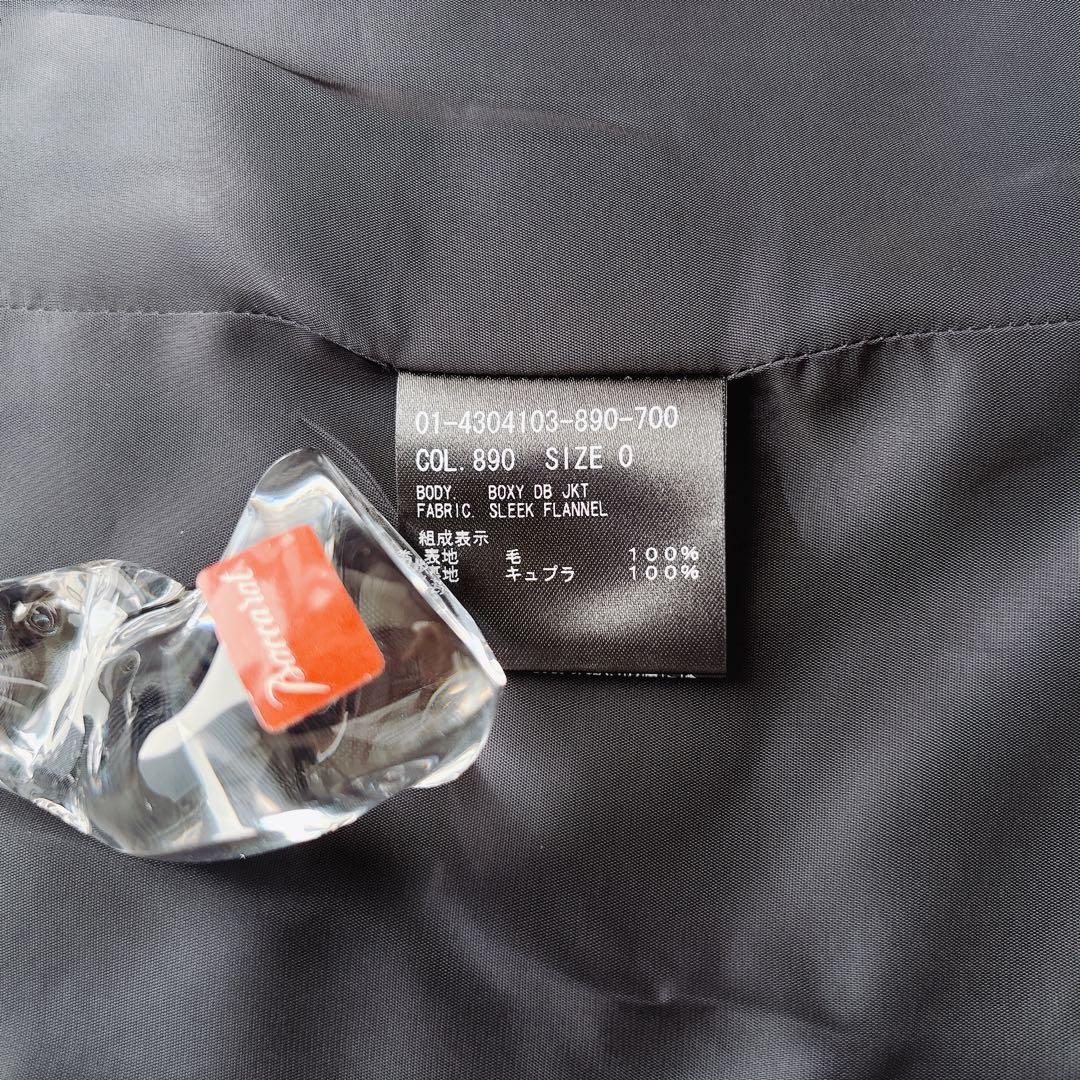 01-4304103-890-700
COL. 890 SIZE 0
BODY. BOXY DB JKT
FABRIC. SLEEK FLANNEL
組成表示
表地 毛 100%
地 キュプラ 100%
Baccarat